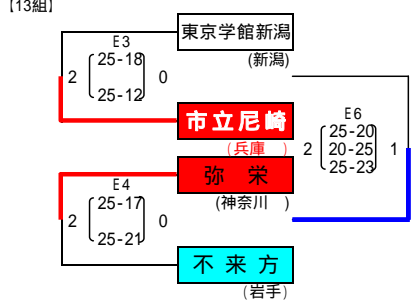 【13組】
東京学館新潟
(新潟)
E3
2 25-18 0
25-12
市立尼崎
(兵庫 )
E6
2 25-20 1
20-25
25-23
弥 栄
(神奈川 )
E4
2 25-17 0
25-21
不 来 方
(岩手)